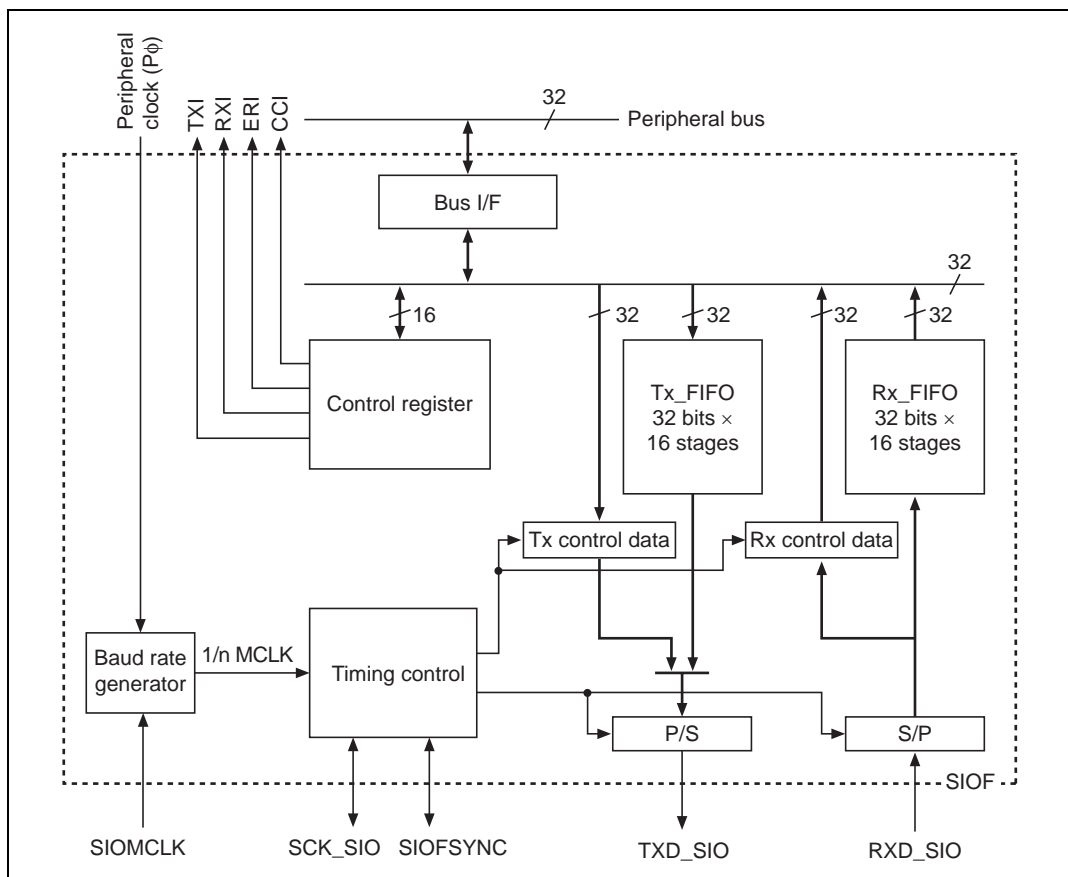 Peripheral
clock (Pφ)
TXI
RXI
ERI
CCI
32
Peripheral bus
Bus I/F
32
16
32
32
32
32
Control register
Tx_FIFO
32 bits ×
16 stages
Rx_FIFO
32 bits ×
16 stages
Tx control data
Rx control data
Baud rate
generator
1/n MCLK
Timing control
P/S
S/P
SIOF
SIOMCLK
SCK_SIO
SIOFSYNC
TXD_SIO
RXD_SIO